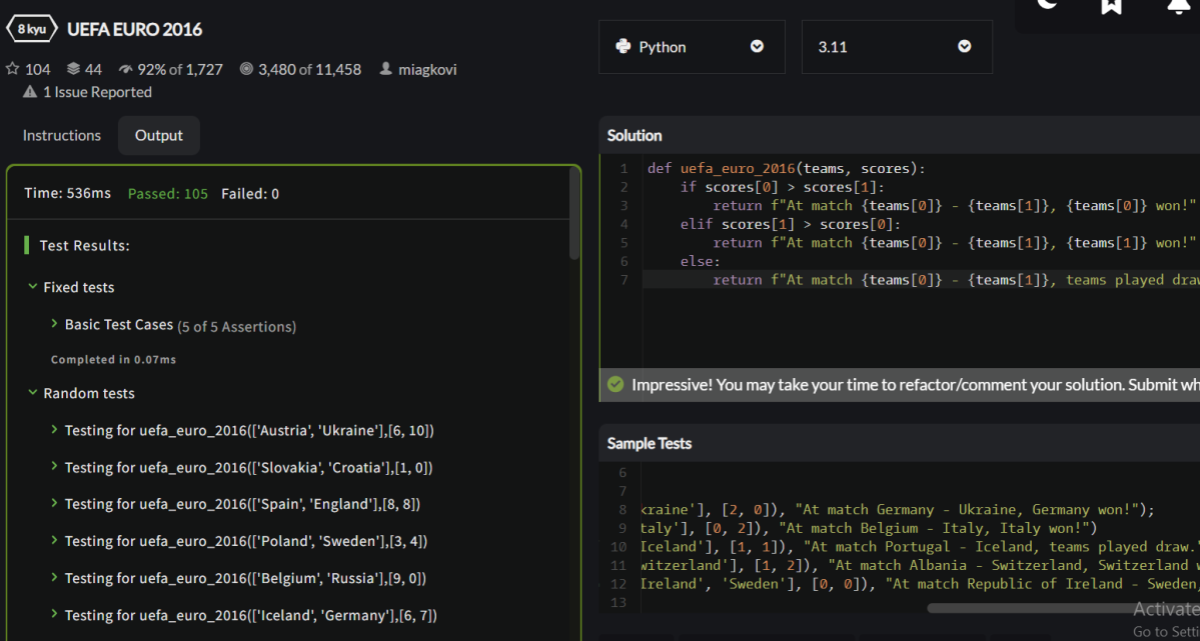 8 kyu UEFA EURO 2016
104 44 92% of 1,727 3,480 of 11,458 miagkovi
1 Issue Reported
Instructions Output
Time: 536ms Passed: 105 Failed: 0
Test Results:
Fixed tests
Basic Test Cases (5 of 5 Assertions)
Completed in 0.07ms
Random tests
Testing for uefa_euro_2016(['Austria', 'Ukraine'],[6, 10])
Testing for uefa_euro_2016(['Slovakia', 'Croatia'],[1, 0])
Testing for uefa_euro_2016(['Spain', 'England'],[8, 8])
Testing for uefa_euro_2016(['Poland', 'Sweden'],[3, 4])
Testing for uefa_euro_2016(['Belgium', 'Russia'],[9, 0])
Testing for uefa_euro_2016(['Iceland', 'Germany'],[6, 7])
Python 3.11
Solution
1 def uefa_euro_2016(teams, scores):
2 if scores[0] > scores[1]:
3 return f"At match {teams[0]} - {teams[1]}, {teams[0]} won!"
4 elif scores[1] > scores[0]:
5 return f"At match {teams[0]} - {teams[1]}, {teams[1]} won!"
6 else:
7 return f"At match {teams[0]} - {teams[1]}, teams played draw
Impressive! You may take your time to refactor/comment your solution. Submit wh
Sample Tests
6
7
8 kraine'], [2, 0]), "At match Germany - Ukraine, Germany won!");
9 taly'], [0, 2]), "At match Belgium - Italy, Italy won!")
10 Iceland'], [1, 1]), "At match Portugal - Iceland, teams played draw."
11 witzerland'], [1, 2]), "At match Albania - Switzerland, Switzerland w
12 Ireland', 'Sweden'], [0, 0]), "At match Republic of Ireland - Sweden,
13
Activate
Go to Setti